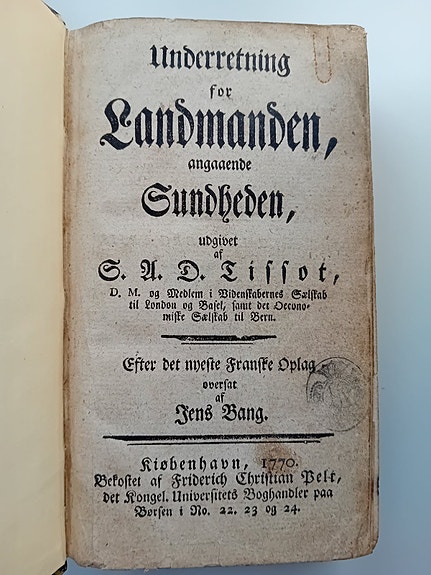 Underretning
for
Landmanden,
angaaende
Sundheden,
udgivet
af
S. A. D. Tissot,
D. M. og Medlem i Videnskabernes Sælskab
til London og Basel, samt det Oecono-
miske Sælskab til Bern.
Efter det nyeste Franske Oplag
oversat
af
Jens Bang.
Kiøbenhavn, 1770.
Bekostet af Friderich Christian Pelt,
det Kongel. Universitets Boghandler paa
Børsen i No. 22. 23 og 24.